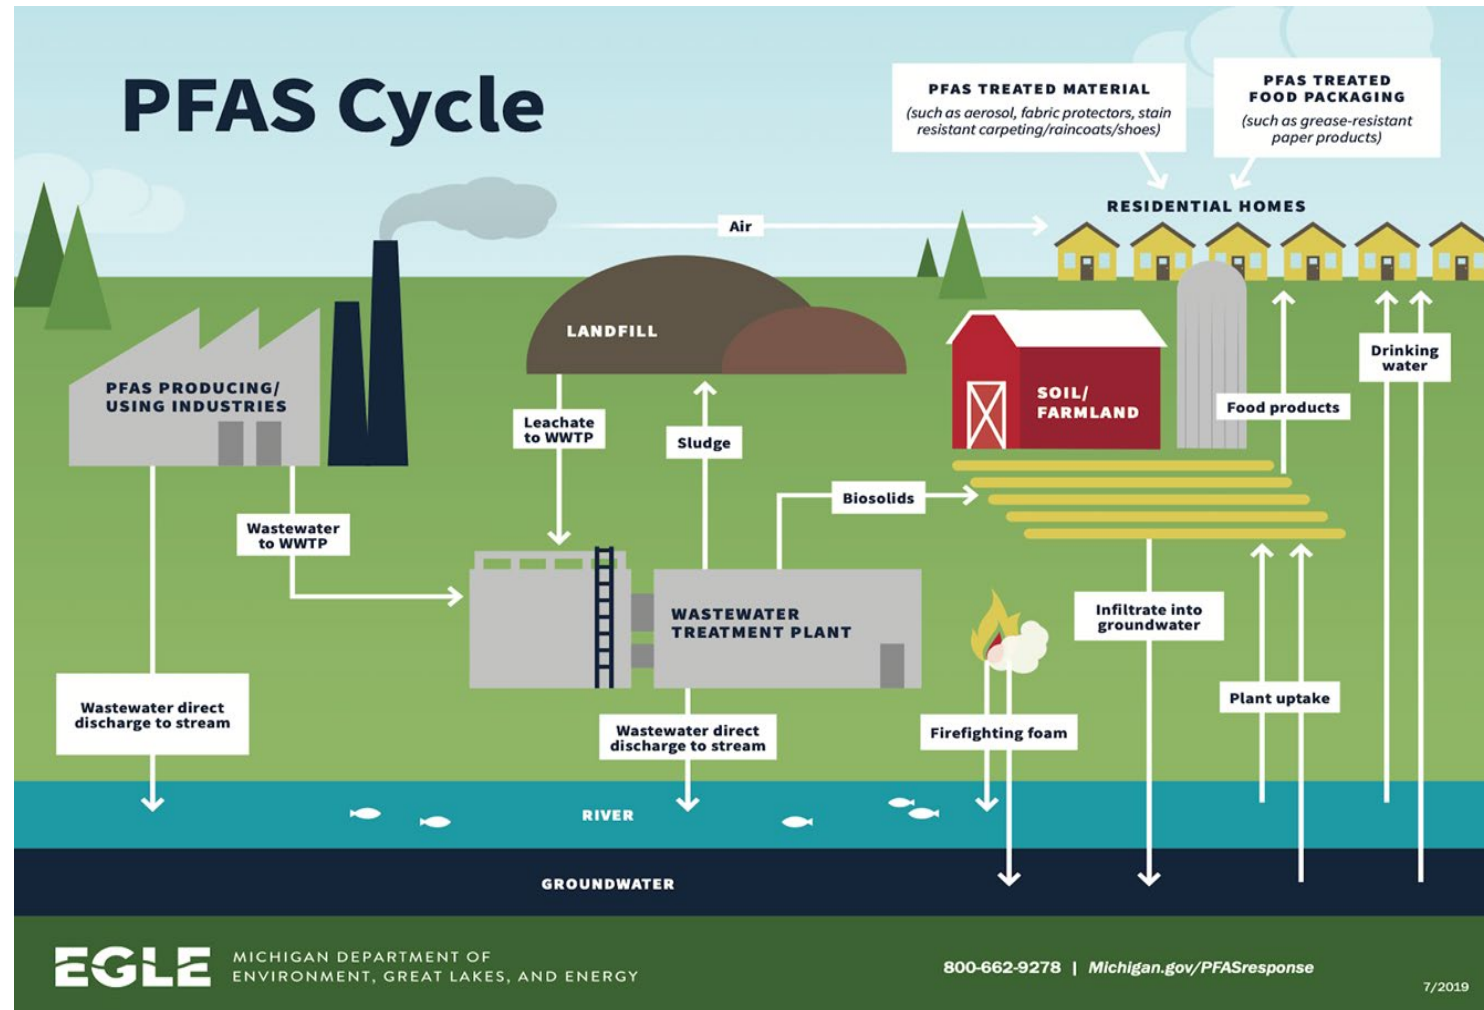 PFAS Cycle
PFAS TREATED MATERIAL
(such as aerosol, fabric protectors, stain
resistant carpeting/raincoats/shoes)
PFAS TREATED
FOOD PACKAGING
(such as grease-resistant
paper products)
RESIDENTIAL HOMES
Air
LANDFILL
PFAS PRODUCING/
USING INDUSTRIES
SOIL/
FARMLAND
Drinking
water
Food products
Leachate
to WWTP
Sludge
Biosolids
Wastewater
to WWTP
WASTEWATER
TREATMENT PLANT
Infiltrate into
groundwater
Plant uptake
Wastewater direct
discharge to stream
Wastewater direct
discharge to stream
Firefighting foam
RIVER
GROUNDWATER
EGLE
MICHIGAN DEPARTMENT OF
ENVIRONMENT, GREAT LAKES, AND ENERGY
800-662-9278 | Michigan.gov/PFASresponse
7/2019